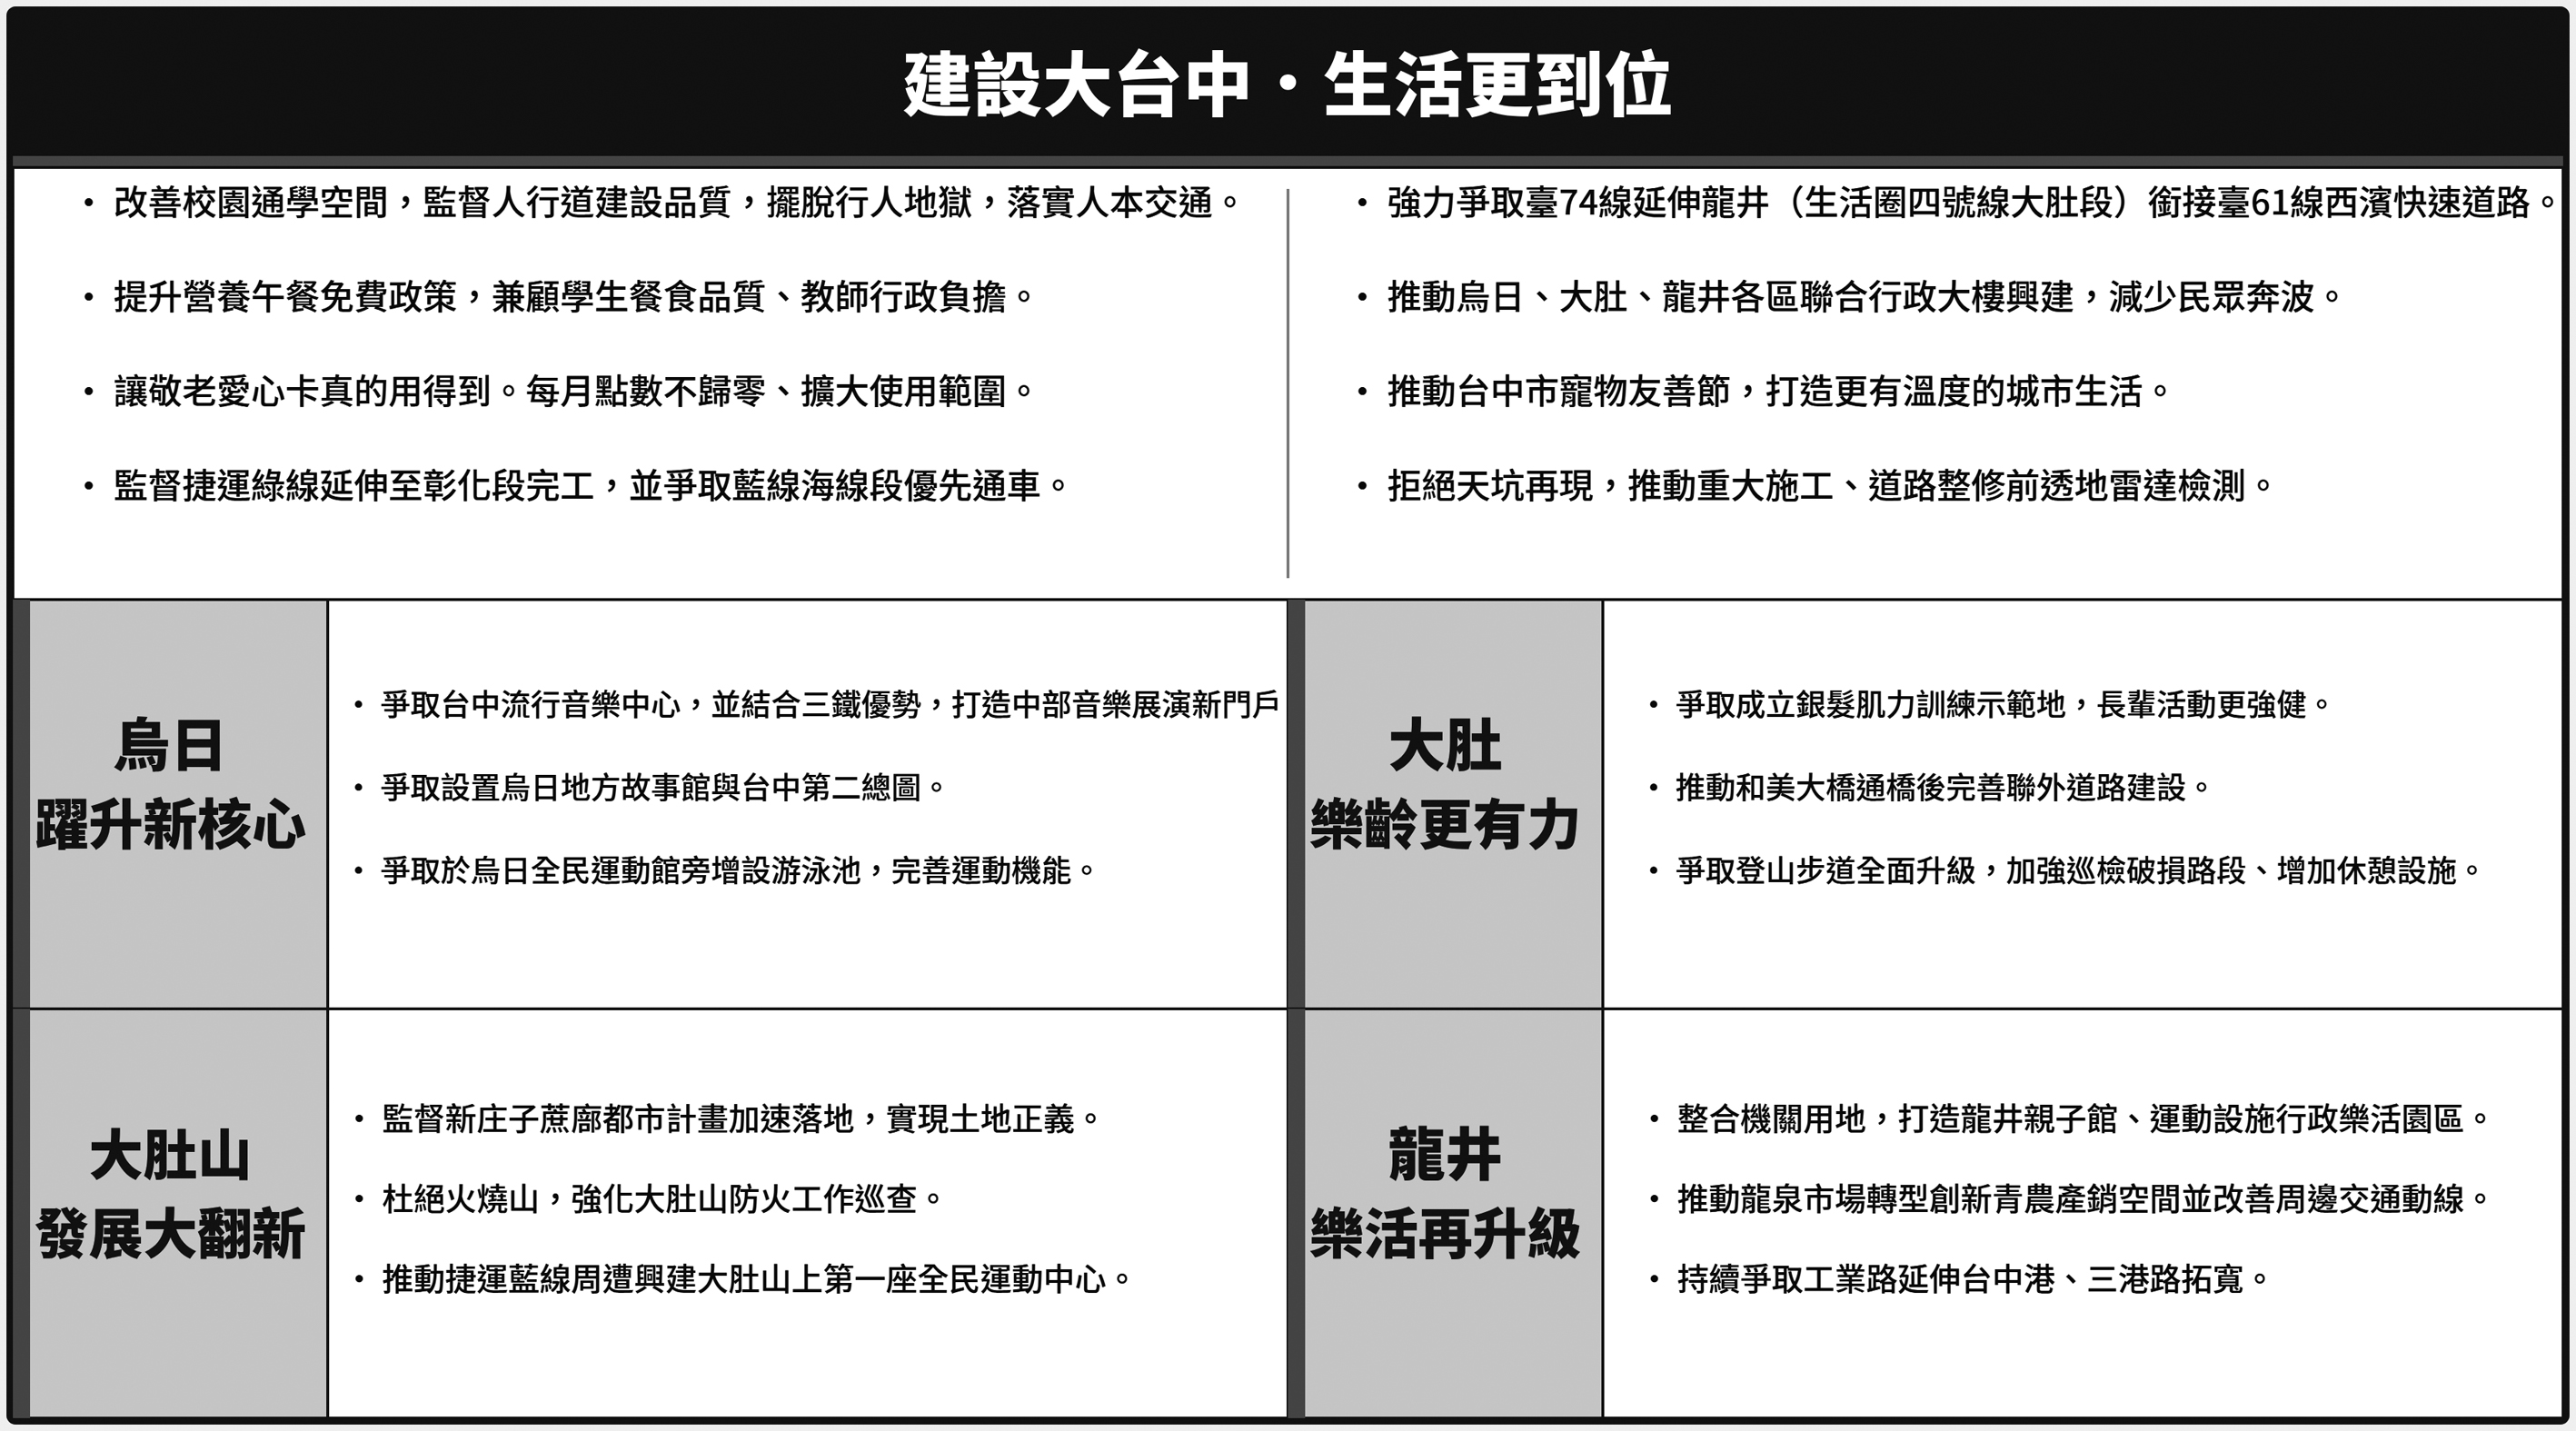 建設大台中・生活更到位
・改善校園通學空間，監督人行道建設品質，擺脫行人地獄，落實人本交通。
・提升營養午餐免費政策，兼顧學生餐食品質、教師行政負擔。
・讓敬老愛心卡真的用得到。每月點數不歸零、擴大使用範圍。
・監督捷運綠線延伸至彰化段完工，並爭取藍線海線段優先通車。
・強力爭取臺74線延伸龍井（生活圈四號線大肚段）銜接臺61線西濱快速道路。
・推動烏日、大肚、龍井各區聯合行政大樓興建，減少民眾奔波。
・推動台中市寵物友善節，打造更有溫度的城市生活。
・拒絕天坑再現，推動重大施工、道路整修前透地雷達檢測。
烏日
躍升新核心
・爭取台中流行音樂中心，並結合三鐵優勢，打造中部音樂展演新門戶
・爭取設置烏日地方故事館與台中第二總圖。
・爭取於烏日全民運動館旁增設游泳池，完善運動機能。
大肚
樂齡更有力
・爭取成立銀髮肌力訓練示範地，長輩活動更強健。
・推動和美大橋通橋後完善聯外道路建設。
・爭取登山步道全面升級，加強巡檢破損路段、增加休憩設施。
大肚山
發展大翻新
・監督新庄子蔗廍都市計畫加速落地，實現土地正義。
・杜絕火燒山，強化大肚山防火工作巡查。
・推動捷運藍線周遭興建大肚山上第一座全民運動中心。
龍井
樂活再升級
・整合機關用地，打造龍井親子館、運動設施行政樂活園區。
・推動龍泉市場轉型創新青農產銷空間並改善周邊交通動線。
・持續爭取工業路延伸台中港、三港路拓寬。